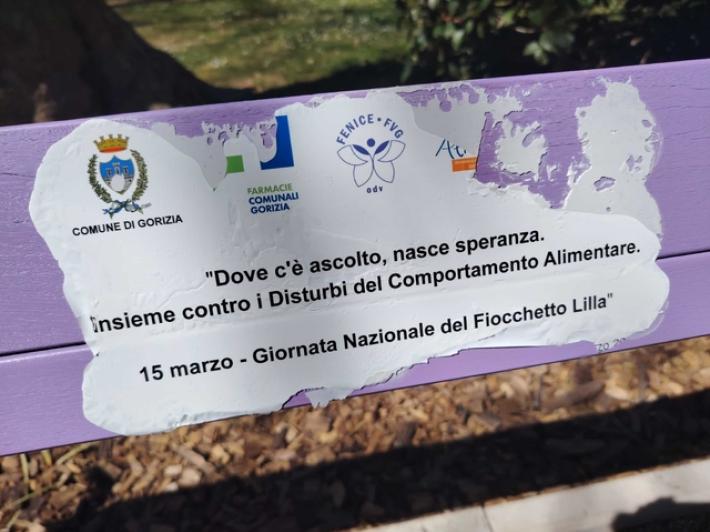 COMUNE DI GORIZIA
FARMACIE
COMUNALI
GORIZIA
FENICE • FVG
odv
"Dove c'è ascolto, nasce speranza.
Insieme contro i Disturbi del Comportamento Alimentare.
15 marzo - Giornata Nazionale del Fiocchetto Lilla"